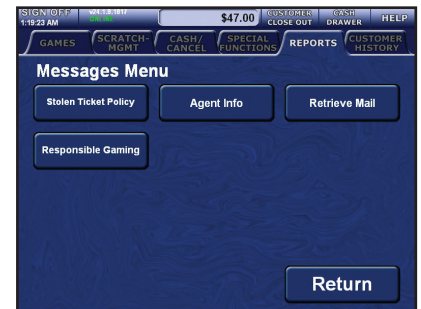 SIGN OFF $47.00 CUSTOMER CASH HELP
1:19:23 AM ONLINE CLOSE OUT DRAWER
GAMES SCRATCH- MGMT CASH/ CANCEL SPECIAL FUNCTIONS REPORTS CUSTOMER HISTORY
Messages Menu
Stolen Ticket Policy Agent Info Retrieve Mail
Responsible Gaming
Return